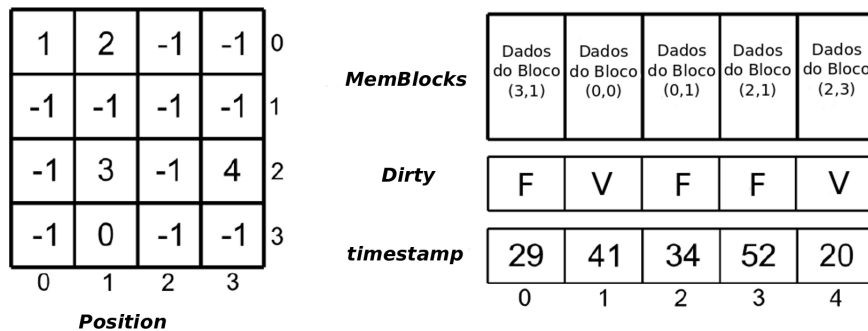 1 2 -1 -1 0
-1 -1 -1 -1 1
-1 3 -1 4 2
-1 0 -1 -1 3
0 1 2 3
Position
MemBlocks
Dados do Bloco (3,1)
Dados do Bloco (0,0)
Dados do Bloco (0,1)
Dados do Bloco (2,1)
Dados do Bloco (2,3)
Dirty F V F F V
timestamp 29 41 34 52 20
0 1 2 3 4